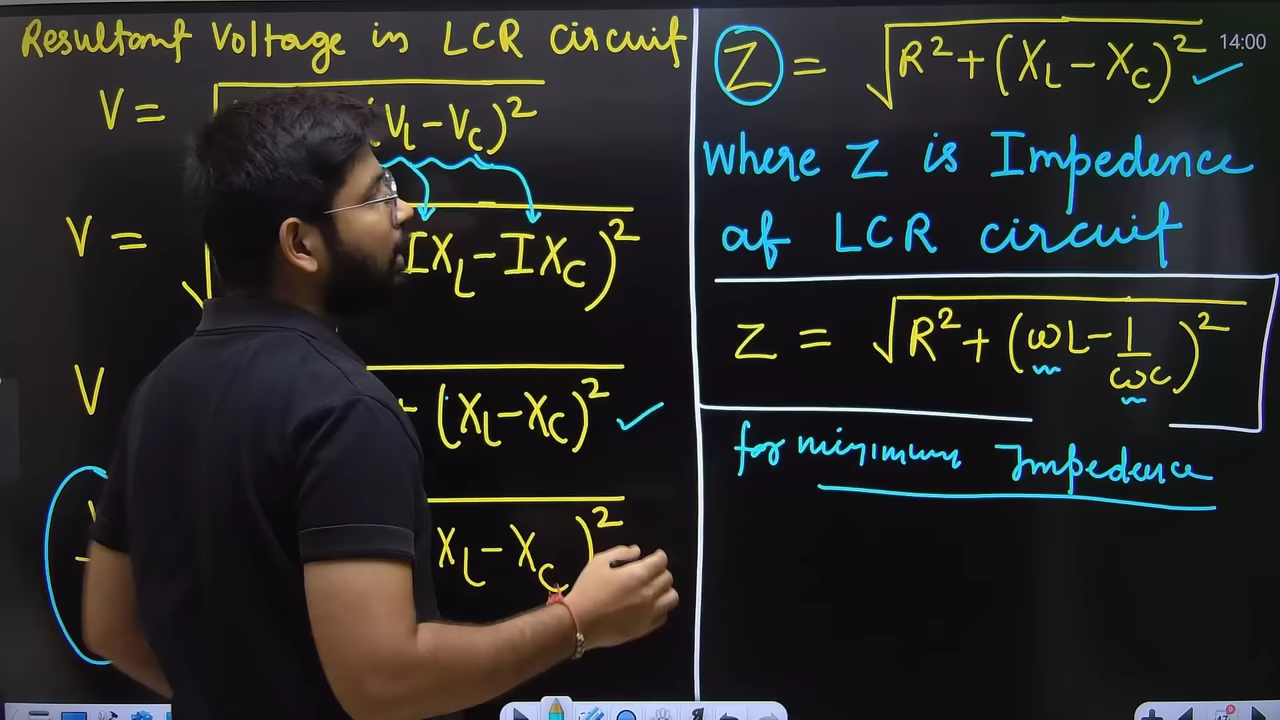 Resultant Voltage in LCR circuit
V = √ (VL - VC)²
V = √ IXL - IXC)²
V + (XL - XC)²
XL - XC)²
Z = √R² + (XL - XC)²
14:00
where Z is Impedence
of LCR circuit
Z = √R² + (ωL - 1/ωC)²
for minimum Impedence